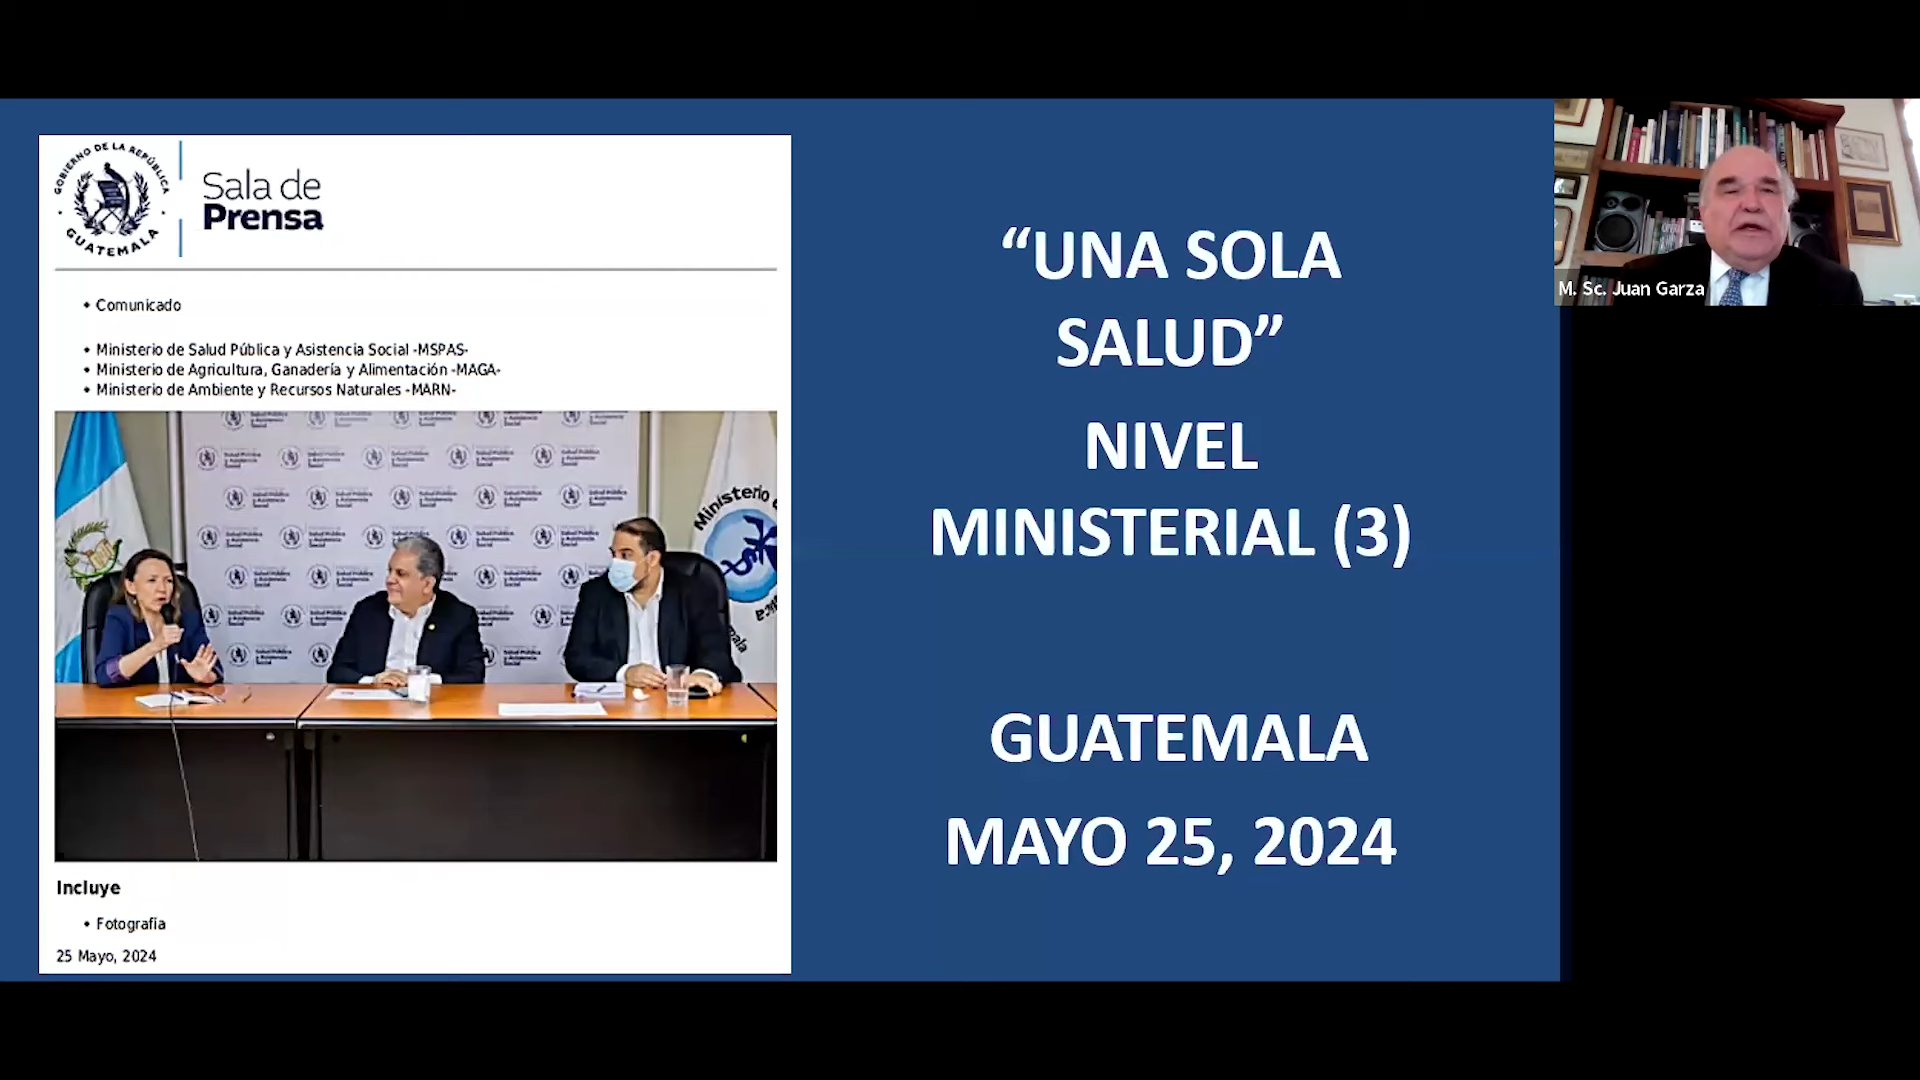 GOBIERNO DE LA REPÚBLICA
GUATEMALA
Sala de
Prensa
• Comunicado
• Ministerio de Salud Pública y Asistencia Social -MSPAS-
• Ministerio de Agricultura, Ganadería y Alimentación -MAGA-
• Ministerio de Ambiente y Recursos Naturales -MARN-
Ministerio
Incluye
• Fotografía
25 Mayo, 2024
“UNA SOLA
SALUD”
NIVEL
MINISTERIAL (3)
GUATEMALA
MAYO 25, 2024
M. Sc. Juan Garza